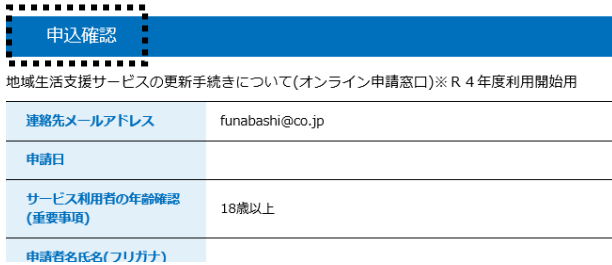 申込確認
地域生活支援サービスの更新手続きについて(オンライン申請窓口)※Ｒ４年度利用開始用
連絡先メールアドレス funabashi@co.jp
申請日
サービス利用者の年齢確認
(重要事項) 18歳以上
申請者名氏名(フリガナ)